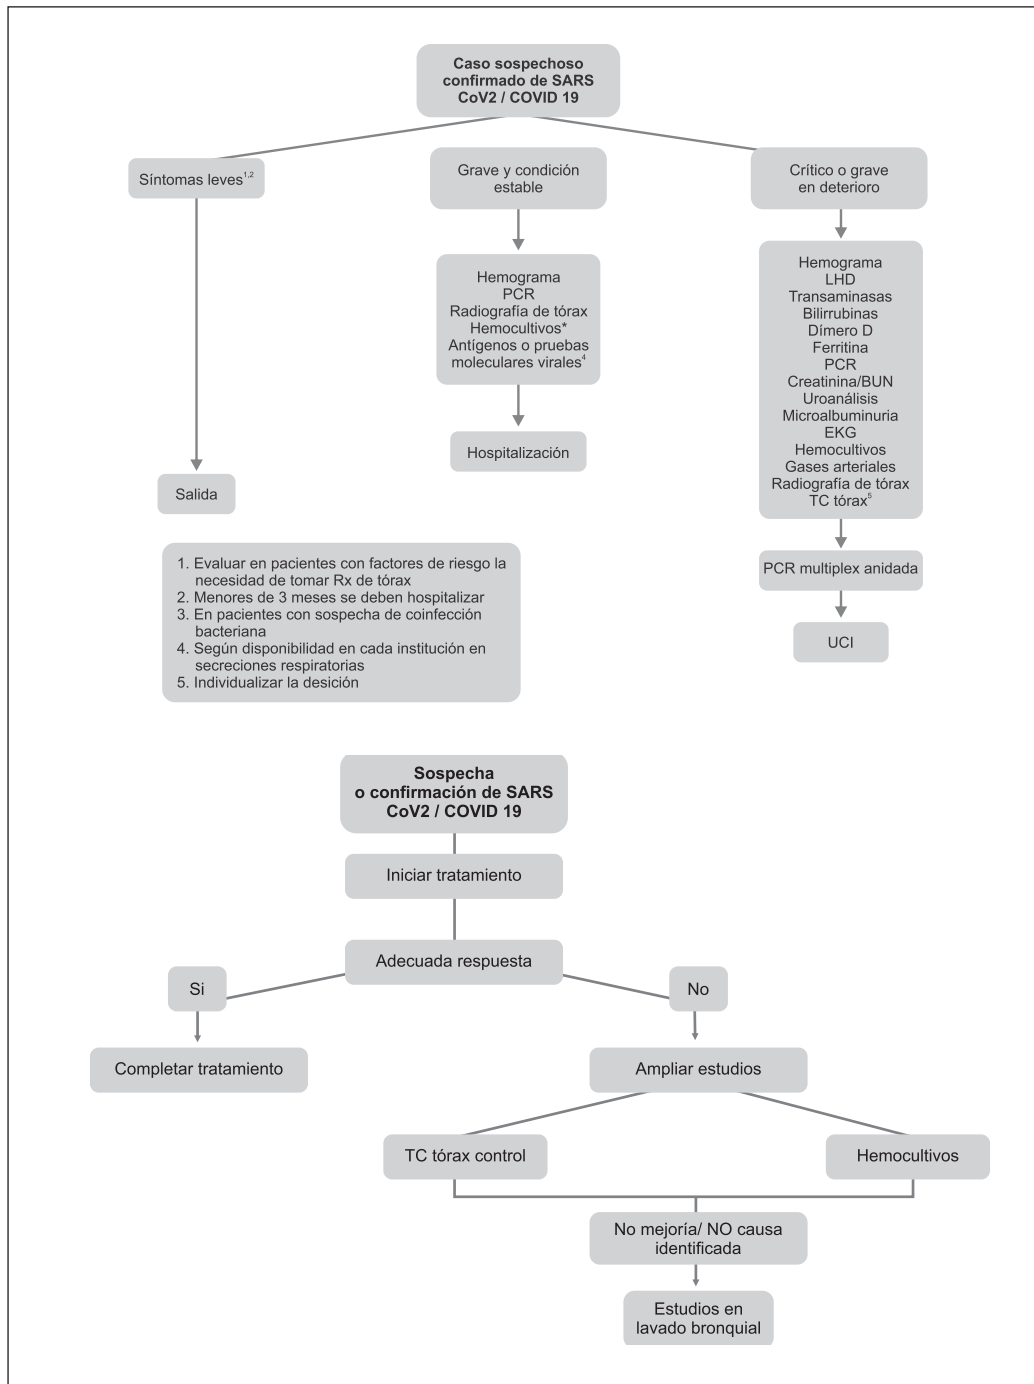 Caso sospechoso
confirmado de SARS
CoV2 / COVID 19
Síntomas leves1,2
Salida
Grave y condición
estable
Hemograma
PCR
Radiografía de tórax
Hemocultivos*
Antígenos o pruebas
moleculares virales4
Hospitalización
Crítico o grave
en deterioro
Hemograma
LHD
Transaminasas
Bilirrubinas
Dímero D
Ferritina
PCR
Creatinina/BUN
Uroanálisis
Microalbuminuria
EKG
Hemocultivos
Gases arteriales
Radiografía de tórax
TC tórax5
PCR multiplex anidada
UCI
1. Evaluar en pacientes con factores de riesgo la
necesidad de tomar Rx de tórax
2. Menores de 3 meses se deben hospitalizar
3. En pacientes con sospecha de coinfección
bacteriana
4. Según disponibilidad en cada institución en
secreciones respiratorias
5. Individualizar la desición
Sospecha
o confirmación de SARS
CoV2 / COVID 19
Iniciar tratamiento
Adecuada respuesta
Si
No
Completar tratamiento
Ampliar estudios
TC tórax control
Hemocultivos
No mejoría/ NO causa
identificada
Estudios en
lavado bronquial